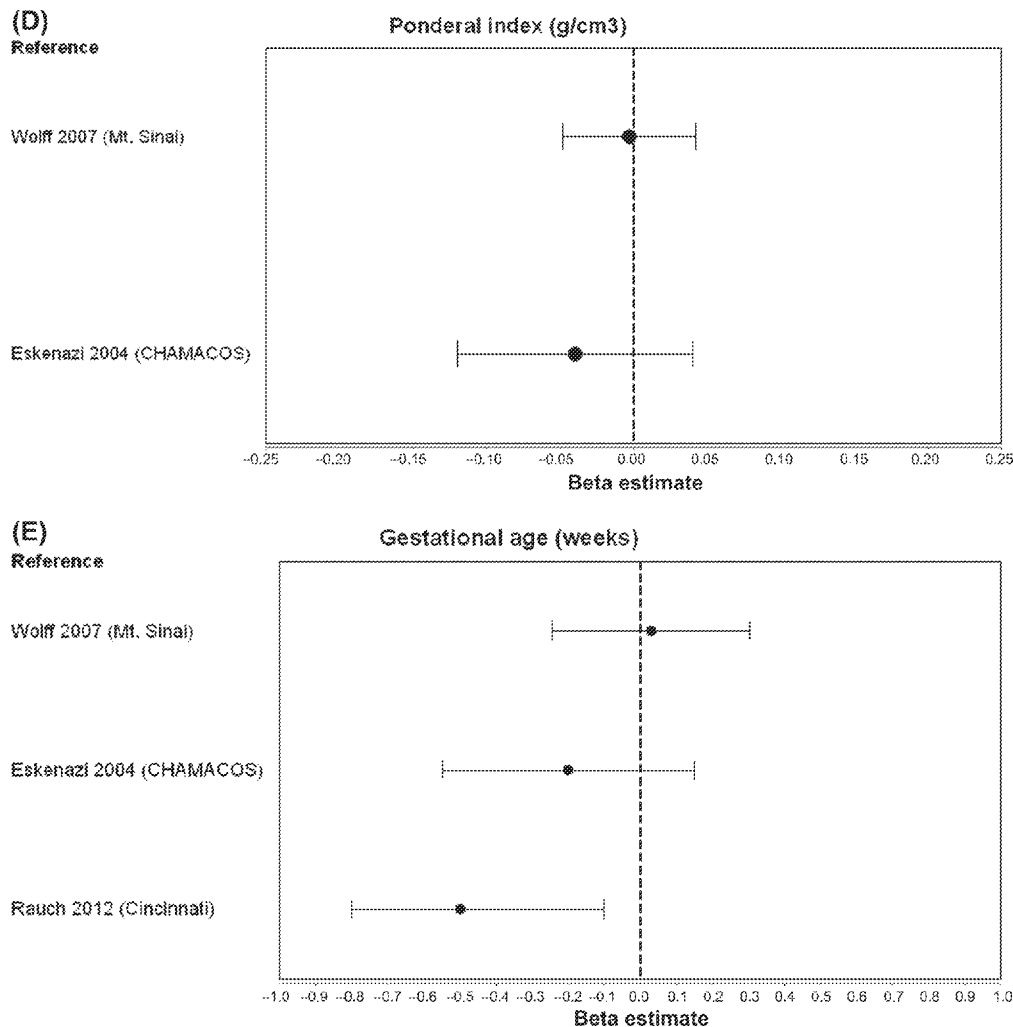 (D)
Ponderal index (g/cm3)
Reference
Wolff 2007 (Mt. Sinai)
Eskenazi 2004 (CHAMACOS)
-0.25 -0.20 -0.15 -0.10 -0.05 0.00 0.05 0.10 0.15 0.20 0.25
Beta estimate
(E)
Gestational age (weeks)
Reference
Wolff 2007 (Mt. Sinai)
Eskenazi 2004 (CHAMACOS)
Rauch 2012 (Cincinnati)
-1.0 -0.9 -0.8 -0.7 -0.6 -0.5 -0.4 -0.3 -0.2 -0.1 0.0 0.1 0.2 0.3 0.4 0.5 0.6 0.7 0.8 0.9 1.0
Beta estimate